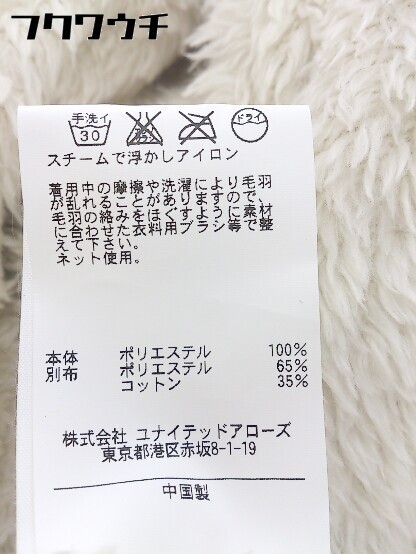 フクワウチ
手洗イ
30
エンソ
サラシ
ドライ
スチームで浮かしアイロン
着用中の摩擦や洗濯により毛羽
が乱れることがありますので、
毛羽の絡みをほぐすように素材
に合わせた衣料用ブラシ等で整
えて下さい。
ネット使用。
本体 ポリエステル 100%
別布 ポリエステル 65%
コットン 35%
株式会社 ユナイテッドアローズ
東京都港区赤坂8-1-19
中国製